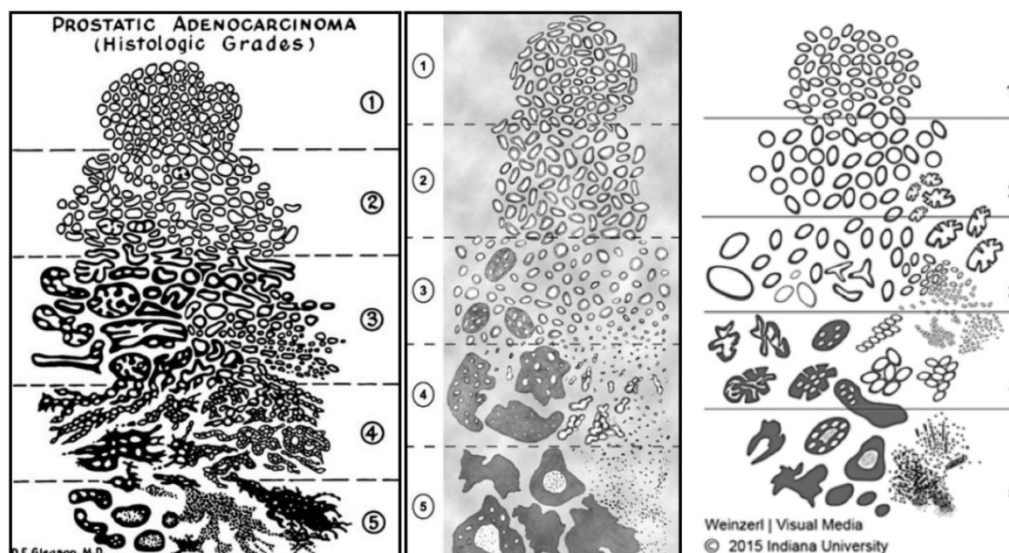 PROSTATIC ADENOCARCINOMA
(HISTOLOGIC GRADES)
①
②
③
④
⑤
D.F. Gleason, M.D.
①
②
③
④
⑤
Weinzerl | Visual Media
© 2015 Indiana University